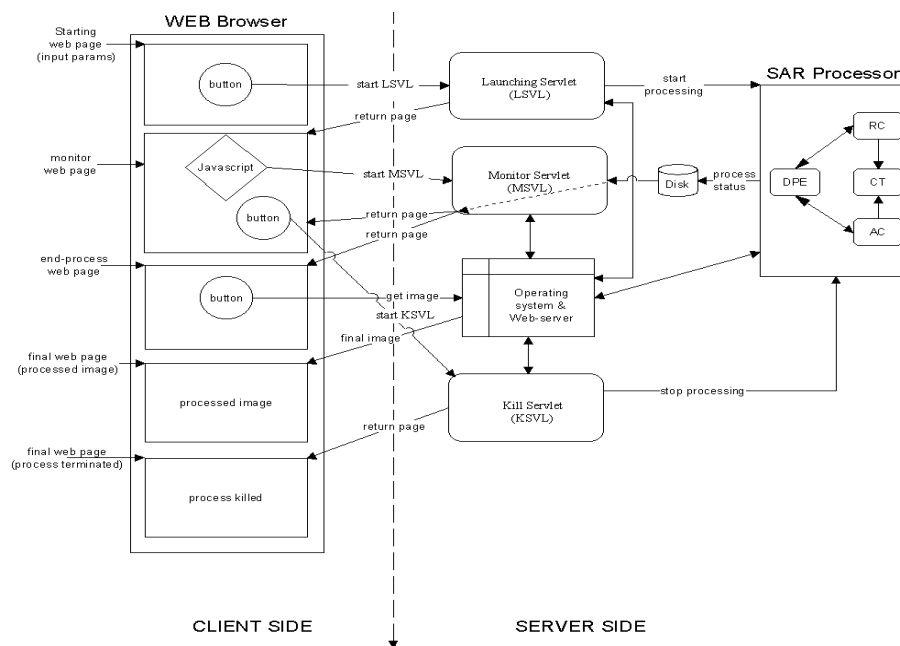 WEB Browser
Starting
web page
(input params)
button
start LSVL
Launching Servlet
(LSVL)
start
processing
SAR Processor
return page
RC
monitor
web page
Javascript
start MSVL
Monitor Servlet
(MSVL)
Disk
process
status
DPE
CT
button
return page
return page
AC
end-process
web page
button
get image
start KSVL
Operating
system &
Web-server
final image
final web page
(processed image)
processed image
Kill Servlet
(KSVL)
stop processing
return page
final web page
(process terminated)
process killed
CLIENT SIDE
SERVER SIDE